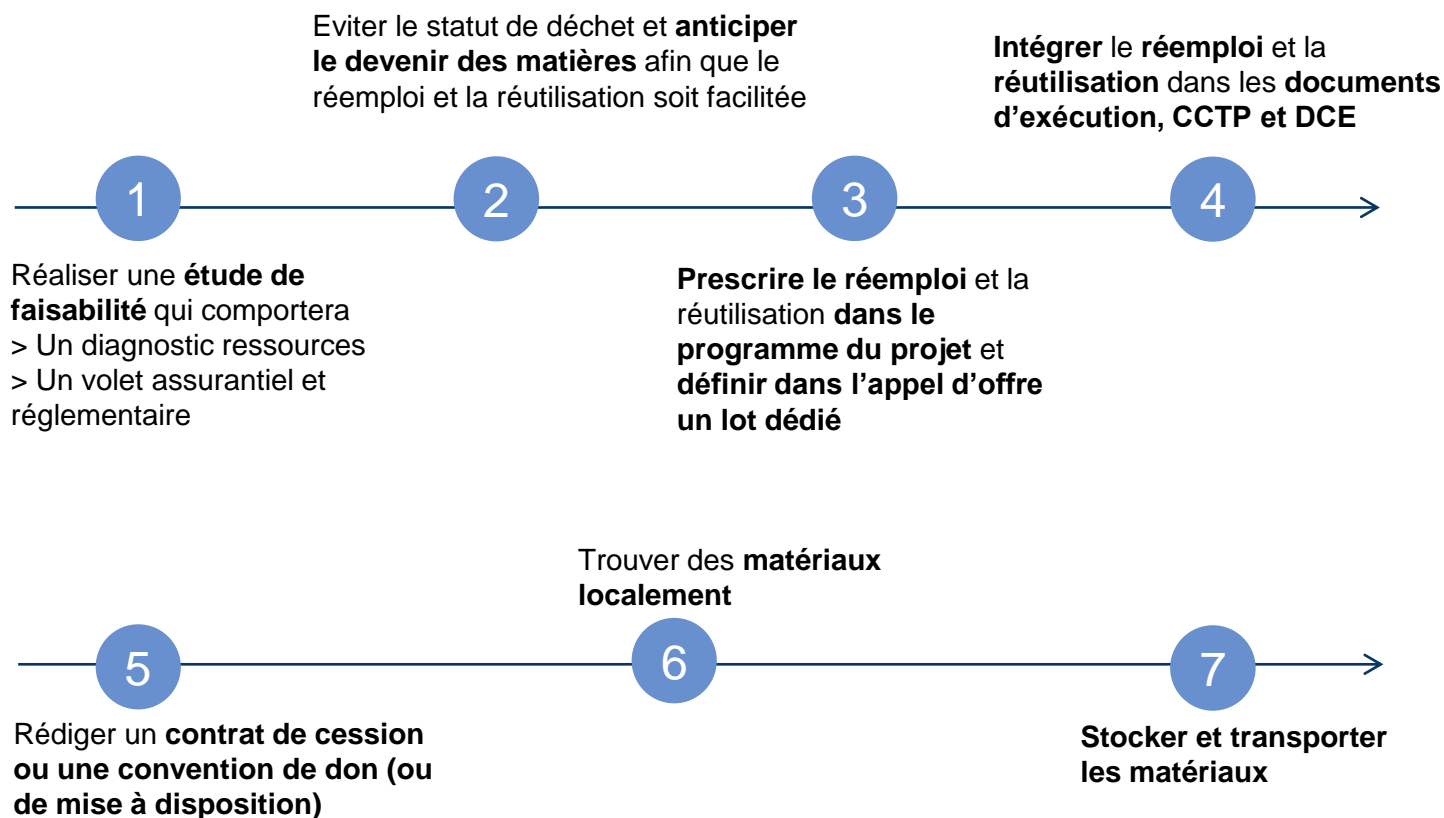 Eviter le statut de déchet et anticiper
le devenir des matières afin que le
réemploi et la réutilisation soit facilitée
Intégrer le réemploi et la
réutilisation dans les documents
d’exécution, CCTP et DCE
1
2
3
4
Réaliser une étude de
faisabilité qui comportera
> Un diagnostic ressources
> Un volet assurantiel et
réglementaire
Prescrire le réemploi et la
réutilisation dans le
programme du projet et
définir dans l’appel d’offre
un lot dédié
Trouver des matériaux
localement
5
6
7
Rédiger un contrat de cession
ou une convention de don (ou
de mise à disposition)
Stocker et transporter
les matériaux